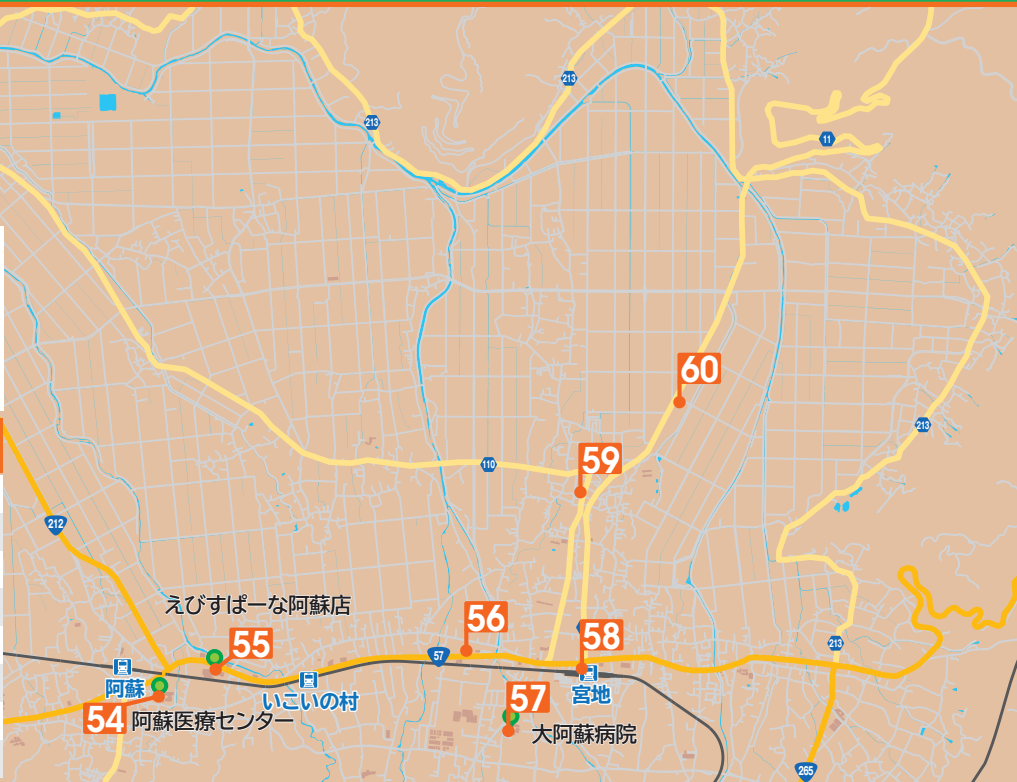 213
213
11
60
213
59
110
212
えびすぱーな阿蘇店
56
55
58
57
213
阿蘇
いこいの村
宮地
57
54 阿蘇医療センター
大阿蘇病院
265